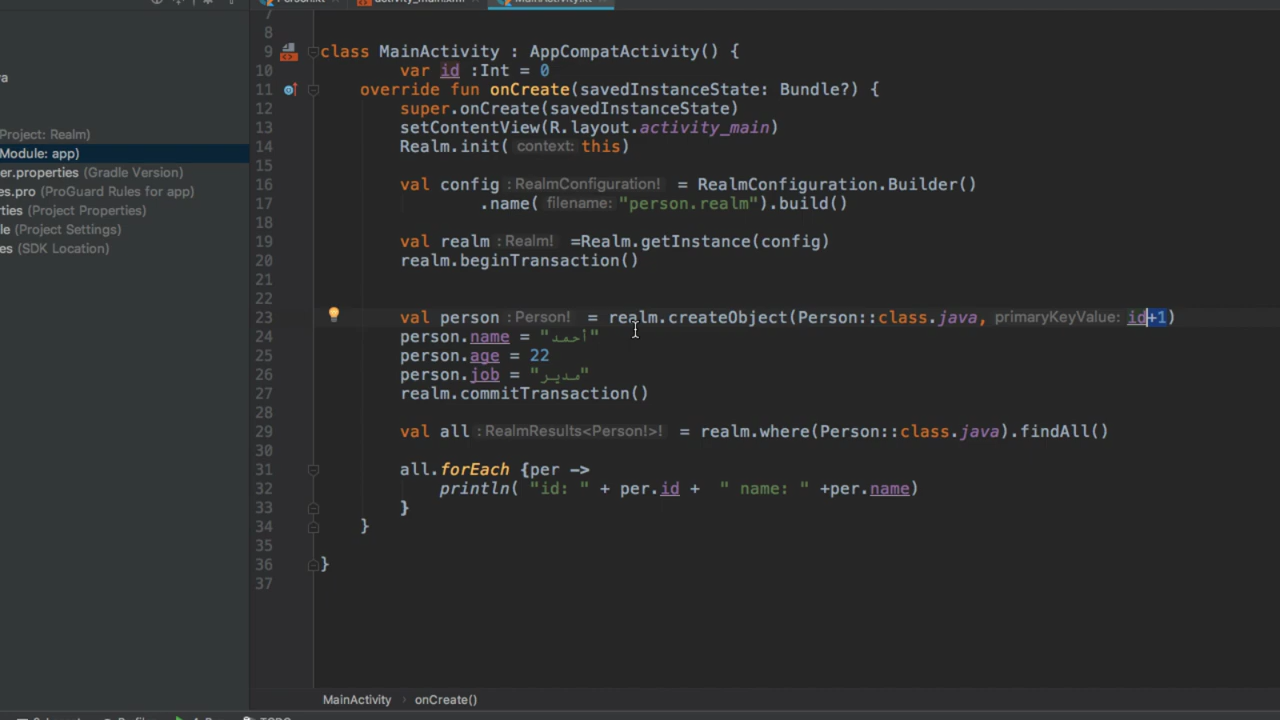 activity_main.xml
MainActivity.kt
7
8
9 class MainActivity : AppCompatActivity() {
10 var id :Int = 0
11 override fun onCreate(savedInstanceState: Bundle?) {
12 super.onCreate(savedInstanceState)
13 setContentView(R.layout.activity_main)
14 Realm.init( context: this)
15
16 val config : RealmConfiguration! = RealmConfiguration.Builder()
17 .name( filename: "person.realm").build()
18
19 val realm : Realm! =Realm.getInstance(config)
20 realm.beginTransaction()
21
22
23 val person : Person! = realm.createObject(Person::class.java, primaryKeyValue: id+1)
24 person.name = "أحمد"
25 person.age = 22
26 person.job = "مدير"
27 realm.commitTransaction()
28
29 val all : RealmResults<Person!>! = realm.where(Person::class.java).findAll()
30
31 all.forEach {per ->
32 println( "id: " + per.id + " name: " +per.name)
33 }
34 }
35
36 }
37
Project: Realm)
Module: app)
er.properties (Gradle Version)
es.pro (ProGuard Rules for app)
rties (Project Properties)
le (Project Settings)
es (SDK Location)
MainActivity › onCreate()